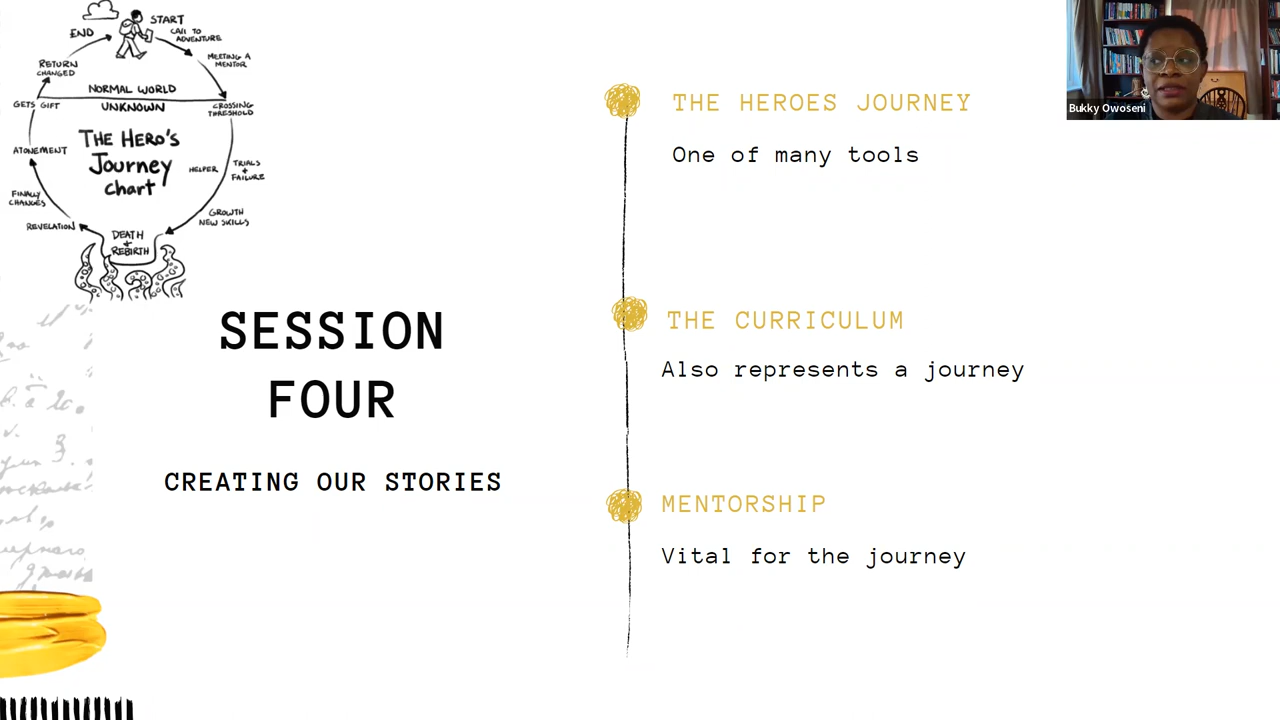 START
CALL TO
ADVENTURE
MEETING A
MENTOR
CROSSING
THRESHOLD
TRIALS
+
FAILURE
HELPER
GROWTH
NEW SKILLS
DEATH
+
REBIRTH
REVELATION
FINALLY
CHANGES
ATONEMENT
GETS GIFT
RETURN
CHANGED
END
NORMAL WORLD
UNKNOWN
THE HERO'S
Journey
chart
SESSION
FOUR
CREATING OUR STORIES
THE HEROES JOURNEY
One of many tools
THE CURRICULUM
Also represents a journey
MENTORSHIP
Vital for the journey
Bukky Owoseni